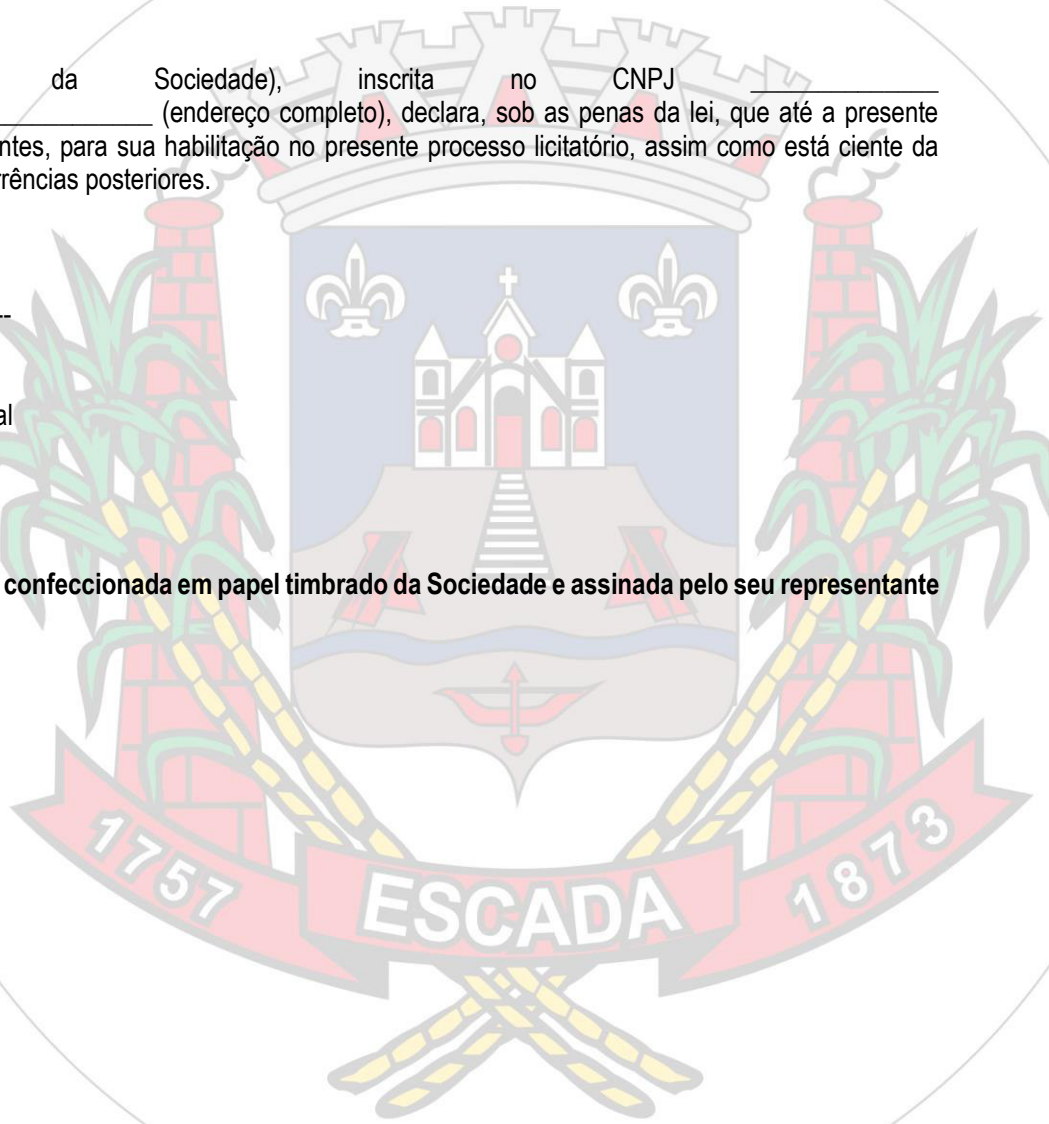 da Sociedade), inscrita no CNPJ _______________
____________ (endereço completo), declara, sob as penas da lei, que até a presente
ntes, para sua habilitação no presente processo licitatório, assim como está ciente da
rrências posteriores.
--
al
confeccionada em papel timbrado da Sociedade e assinada pelo seu representante
1757
ESCADA
1873